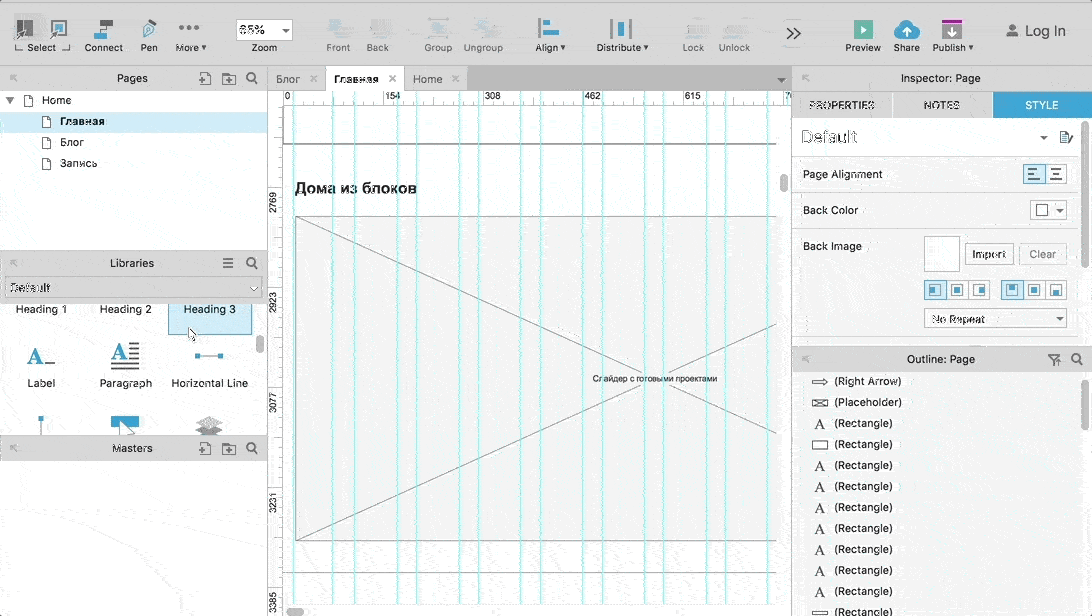 Select
Connect
Pen
More ▾
65%
Zoom
Front
Back
Group
Ungroup
Align ▾
Distribute ▾
Lock
Unlock
Preview
Share
Publish ▾
Log In
Pages
Home
Главная
Блог
Запись
Libraries
Default
Heading 1
Heading 2
Heading 3
Label
Paragraph
Horizontal Line
Masters
Блог
Главная
Home
0
154
308
462
615
2769
2923
3077
3231
3385
Дома из блоков
Слайдер с готовыми проектами
Inspector: Page
PROPERTIES
NOTES
STYLE
Default
Page Alignment
Back Color
Back Image
Import
Clear
No Repeat
Outline: Page
(Right Arrow)
(Placeholder)
(Rectangle)
(Rectangle)
(Rectangle)
(Rectangle)
(Rectangle)
(Rectangle)
(Rectangle)
(Rectangle)
(Rectangle)
(Rectangle)